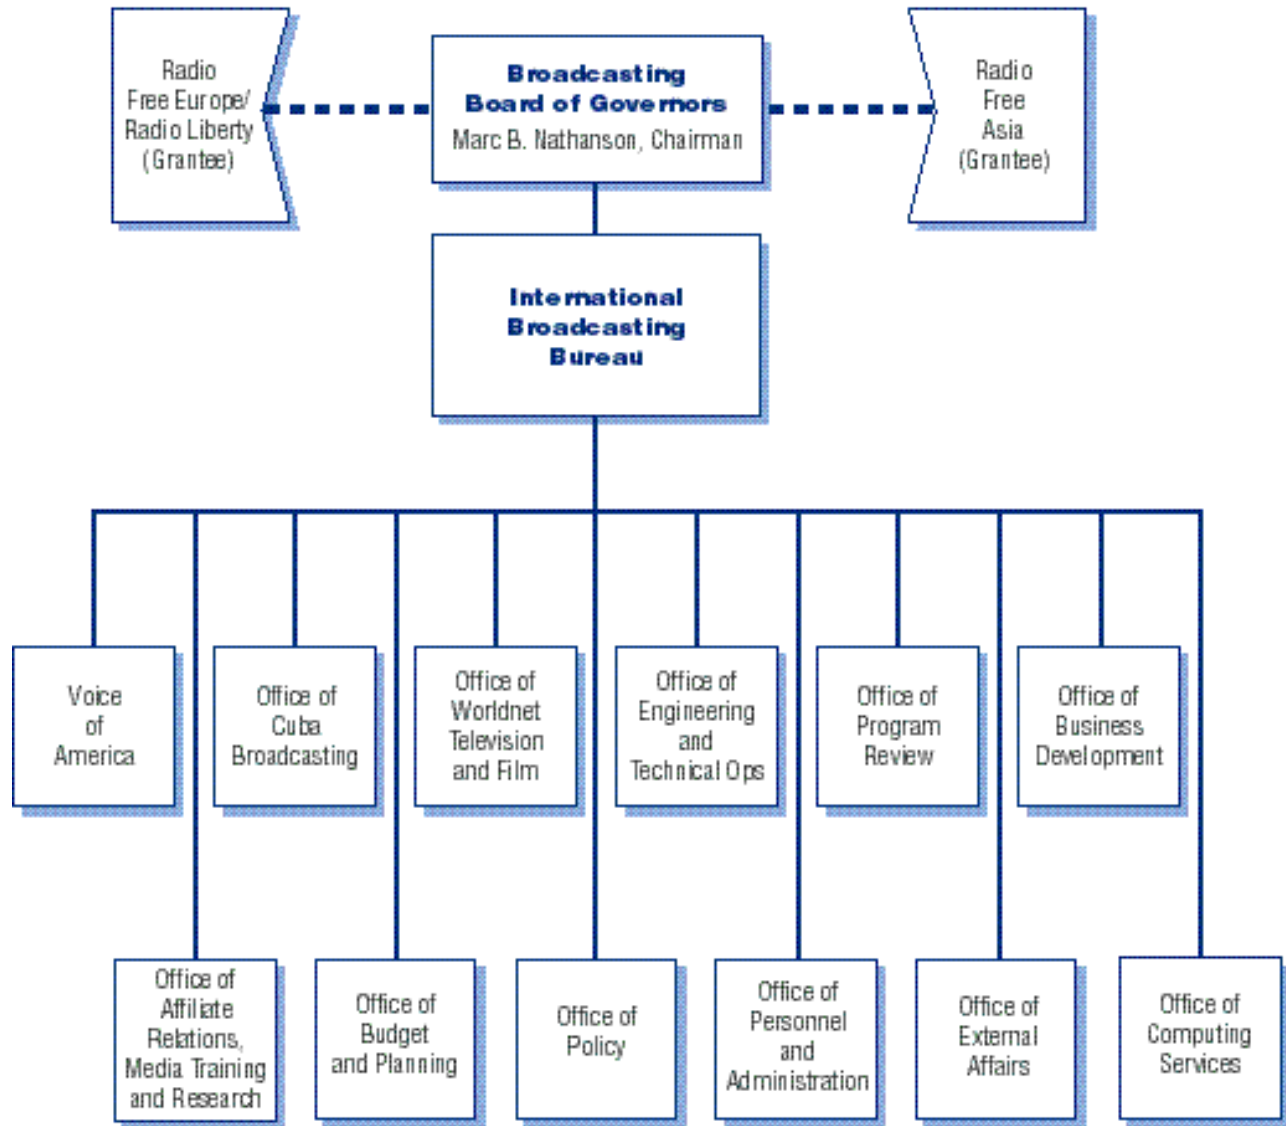 Radio
Free Europe/
Radio Liberty
(Grantee)
Broadcasting
Board of Governors
Marc B. Nathanson, Chairman
Radio
Free
Asia
(Grantee)
International
Broadcasting
Bureau
Voice
of
America
Office of
Cuba
Broadcasting
Office of
Worldnet
Television
and Film
Office of
Engineering
and
Technical Ops
Office of
Program
Review
Office of
Business
Development
Office of
Affiliate
Relations,
Media Training
and Research
Office of
Budget
and Planning
Office of
Policy
Office of
Personnel
and
Administration
Office of
External
Affairs
Office of
Computing
Services